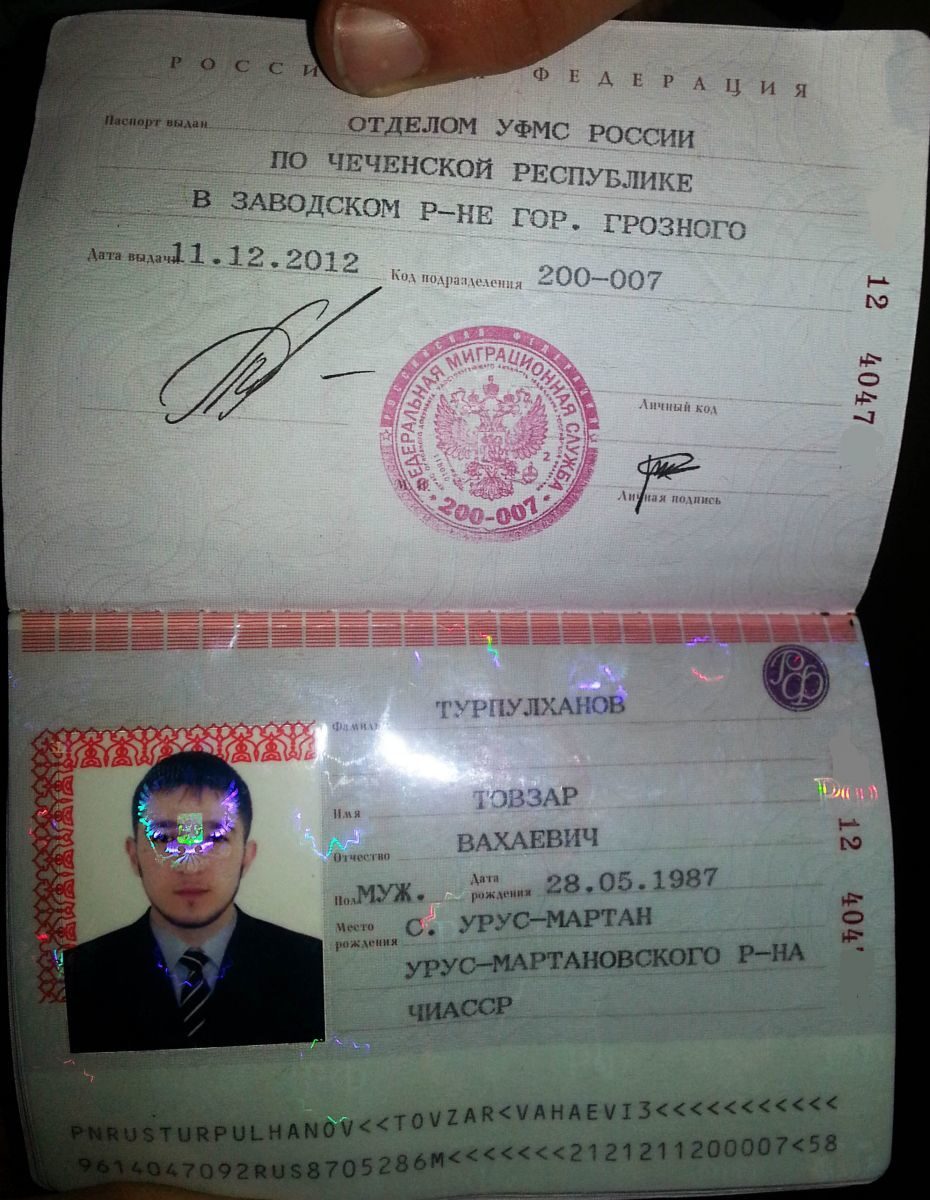 РОССИ Й ФЕДЕРАЦИЯ
Паспорт выдан ОТДЕЛОМ УФМС РОССИИ
ПО ЧЕЧЕНСКОЙ РЕСПУБЛИКЕ
В ЗАВОДСКОМ Р-НЕ ГОР. ГРОЗНОГО
Дата выдачи 11.12.2012 Код подразделения 200-007
12 4047
РОССИЙСКАЯ ФЕДЕРАЦИЯ
ФЕДЕРАЛЬНАЯ МИГРАЦИОННАЯ СЛУЖБА
200-007
М. П.
Личный код
Личная подпись
РФ
Фамилия ТУРПУЛХАНОВ
Имя ТОВЗАР
Отчество ВАХАЕВИЧ
Пол МУЖ. Дата рождения 28.05.1987
Место рождения С. УРУС-МАРТАН
УРУС-МАРТАНОВСКОГО Р-НА
ЧИАССР
12 404
PNRUSTURPULHANOV<<TOVZAR<VAHAEVI3<<<<<<<<<<<
9614047092RUS8705286M<<<<<<<2121211200007<58